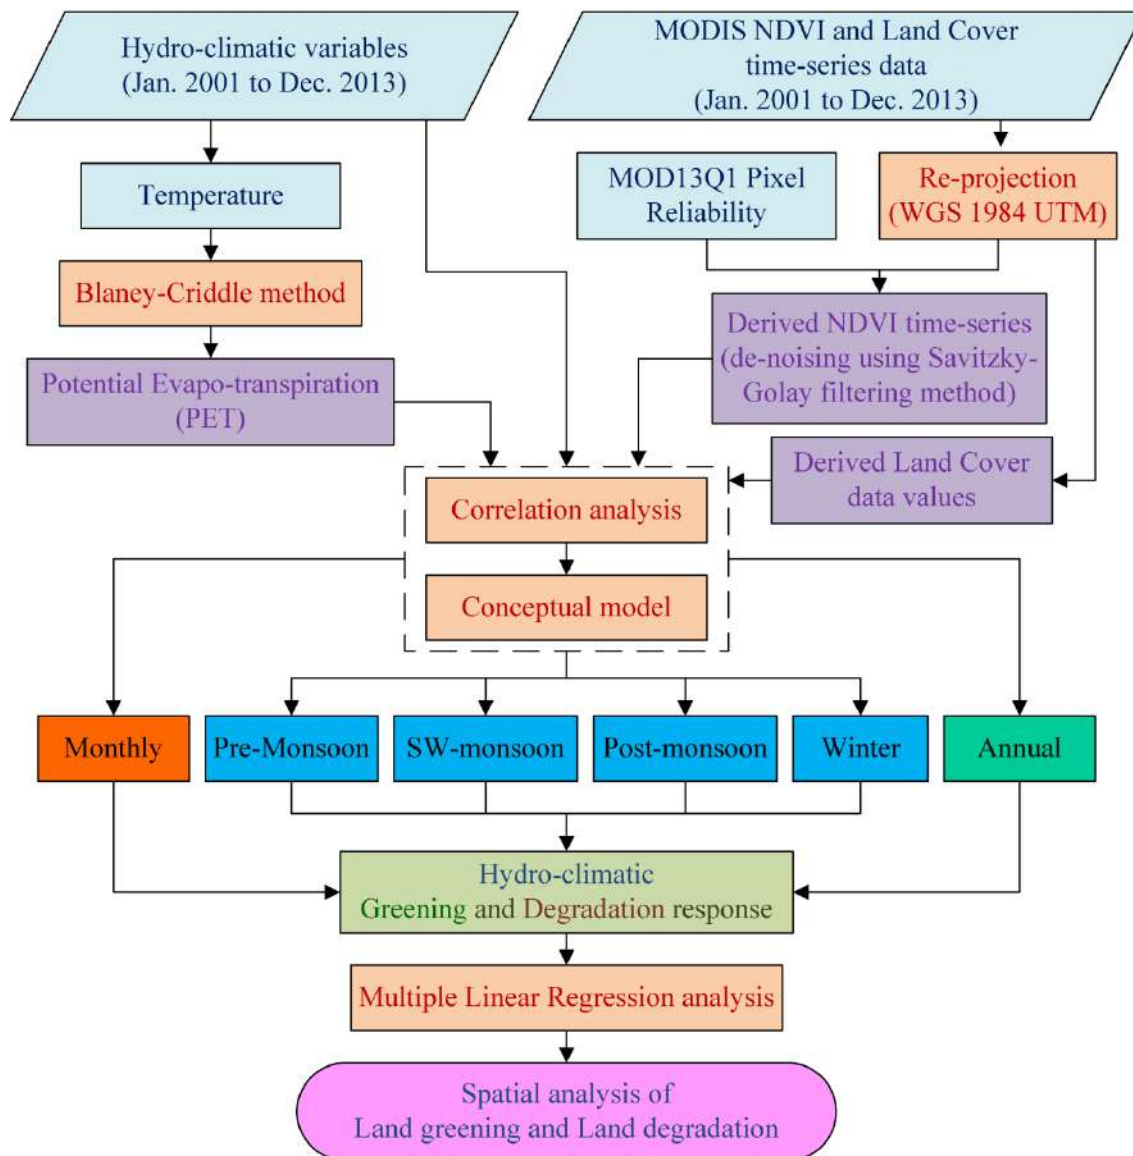 Hydro-climatic variables
(Jan. 2001 to Dec. 2013)
MODIS NDVI and Land Cover
time-series data
(Jan. 2001 to Dec. 2013)
Temperature
MOD13Q1 Pixel
Reliability
Re-projection
(WGS 1984 UTM)
Blaney-Criddle method
Derived NDVI time-series
(de-noising using Savitzky-
Golay filtering method)
Potential Evapo-transpiration
(PET)
Derived Land Cover
data values
Correlation analysis
Conceptual model
Monthly
Pre-Monsoon
SW-monsoon
Post-monsoon
Winter
Annual
Hydro-climatic
Greening and Degradation response
Multiple Linear Regression analysis
Spatial analysis of
Land greening and Land degradation